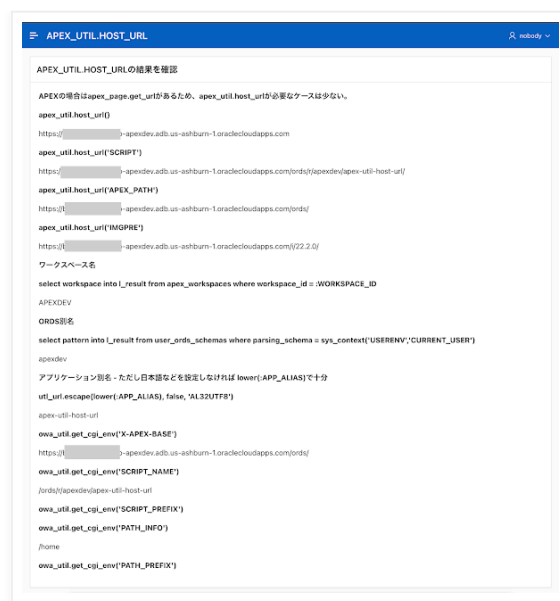 APEX_UTIL.HOST_URL
nobody
APEX_UTIL.HOST_URLの結果を確認
APEXの場合はapex_page.get_urlがあるため、apex_util.host_urlが必要なケースは少ない。
apex_util.host_url()
https:// -apexdev.adb.us-ashburn-1.oraclecloudapps.com
apex_util.host_url('SCRIPT')
https:/ -apexdev.adb.us-ashburn-1.oraclecloudapps.com/ords/r/apexdev/apex-util-host-url/
apex_util.host_url('APEX_PATH')
https:// -apexdev.adb.us-ashburn-1.oraclecloudapps.com/ords/
apex_util.host_url('IMGPRE')
https:// -apexdev.adb.us-ashburn-1.oraclecloudapps.com/i/22.2.0/
ワークスペース名
select workspace into l_result from apex_workspaces where workspace_id = :WORKSPACE_ID
APEXDEV
ORDS別名
select pattern into l_result from user_ords_schemas where parsing_schema = sys_context('USERENV','CURRENT_USER')
apexdev
アプリケーション別名 - ただし日本語などを設定しなければ lower(:APP_ALIAS)で十分
utl_url.escape(lower(:APP_ALIAS), false, 'AL32UTF8')
apex-util-host-url
owa_util.get_cgi_env('X-APEX-BASE')
https:// -apexdev.adb.us-ashburn-1.oraclecloudapps.com/ords/
owa_util.get_cgi_env('SCRIPT_NAME')
/ords/r/apexdev/apex-util-host-url
owa_util.get_cgi_env('SCRIPT_PREFIX')
owa_util.get_cgi_env('PATH_INFO')
/home
owa_util.get_cgi_env('PATH_PREFIX')